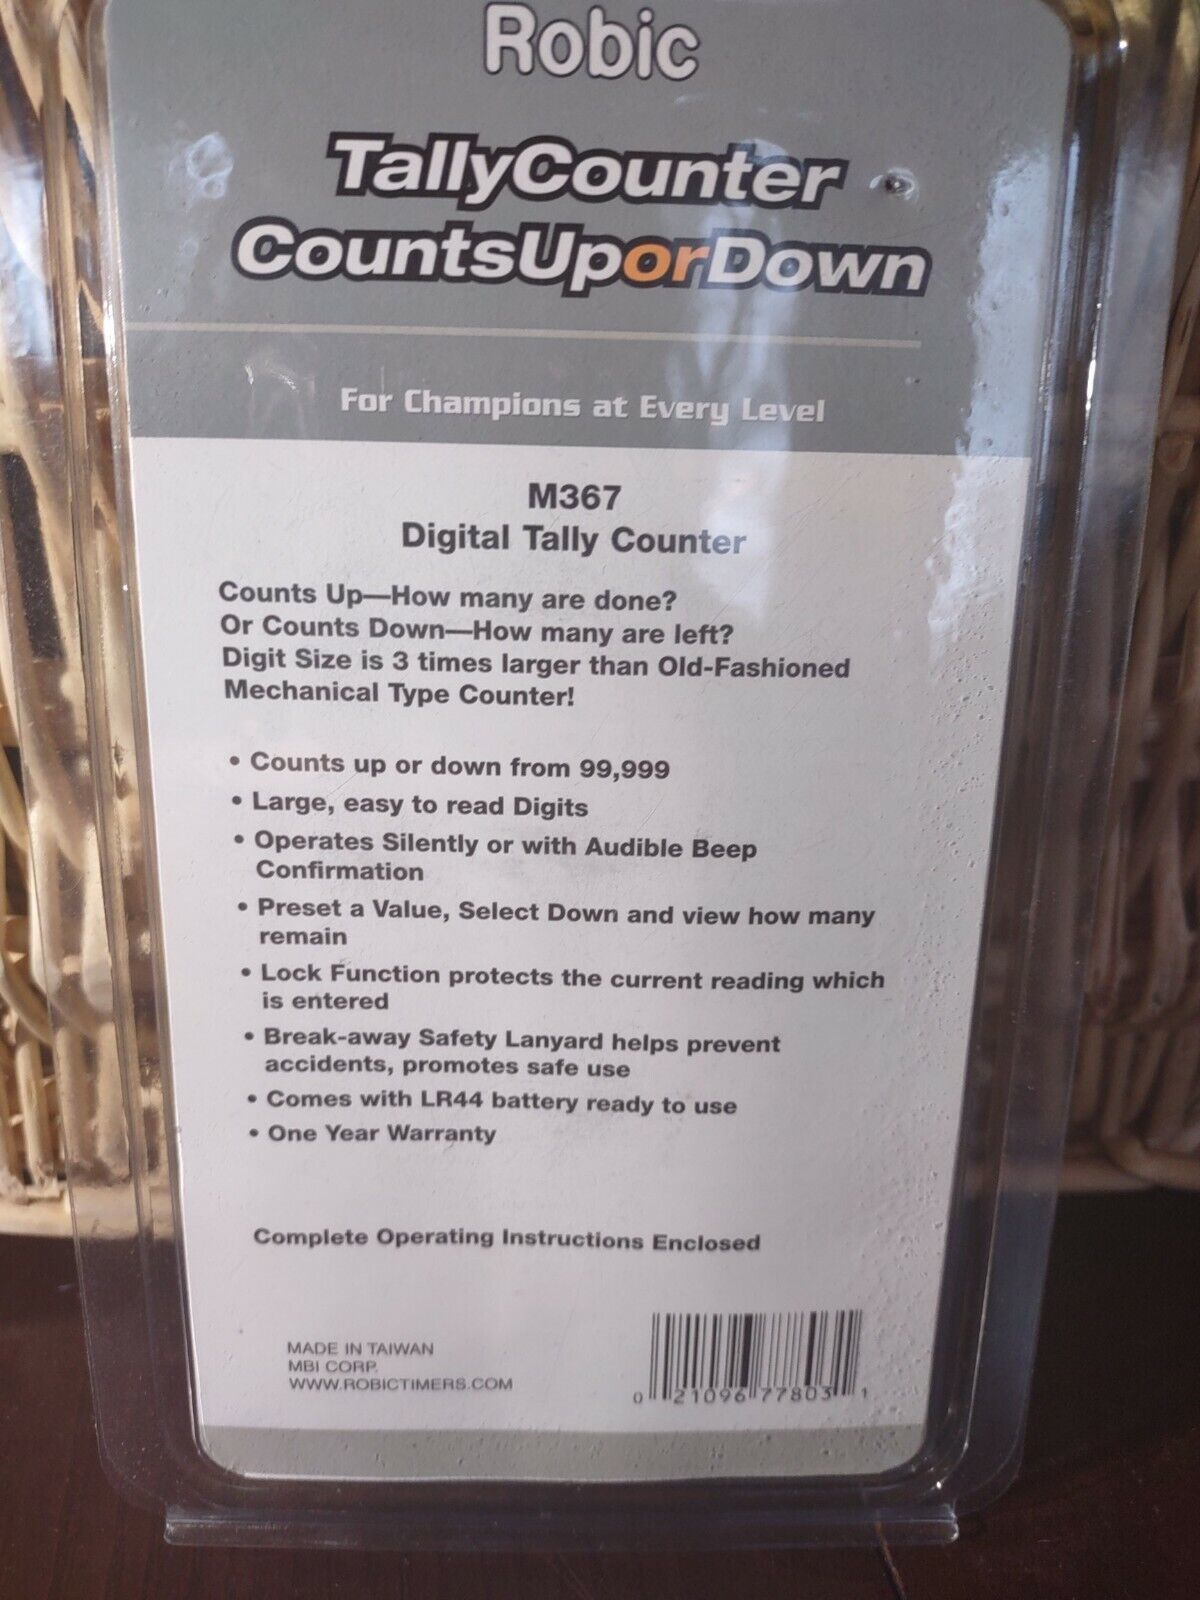 Robic
TallyCounter
CountsUporDown
For Champions at Every Level
M367
Digital Tally Counter
Counts Up—How many are done?
Or Counts Down—How many are left?
Digit Size is 3 times larger than Old-Fashioned
Mechanical Type Counter!
• Counts up or down from 99,999
• Large, easy to read Digits
• Operates Silently or with Audible Beep
Confirmation
• Preset a Value, Select Down and view how many
remain
• Lock Function protects the current reading which
is entered
• Break-away Safety Lanyard helps prevent
accidents, promotes safe use
• Comes with LR44 battery ready to use
• One Year Warranty
Complete Operating Instructions Enclosed
MADE IN TAIWAN
MBI CORP.
WWW.ROBICTIMERS.COM
0 21096 77803 1